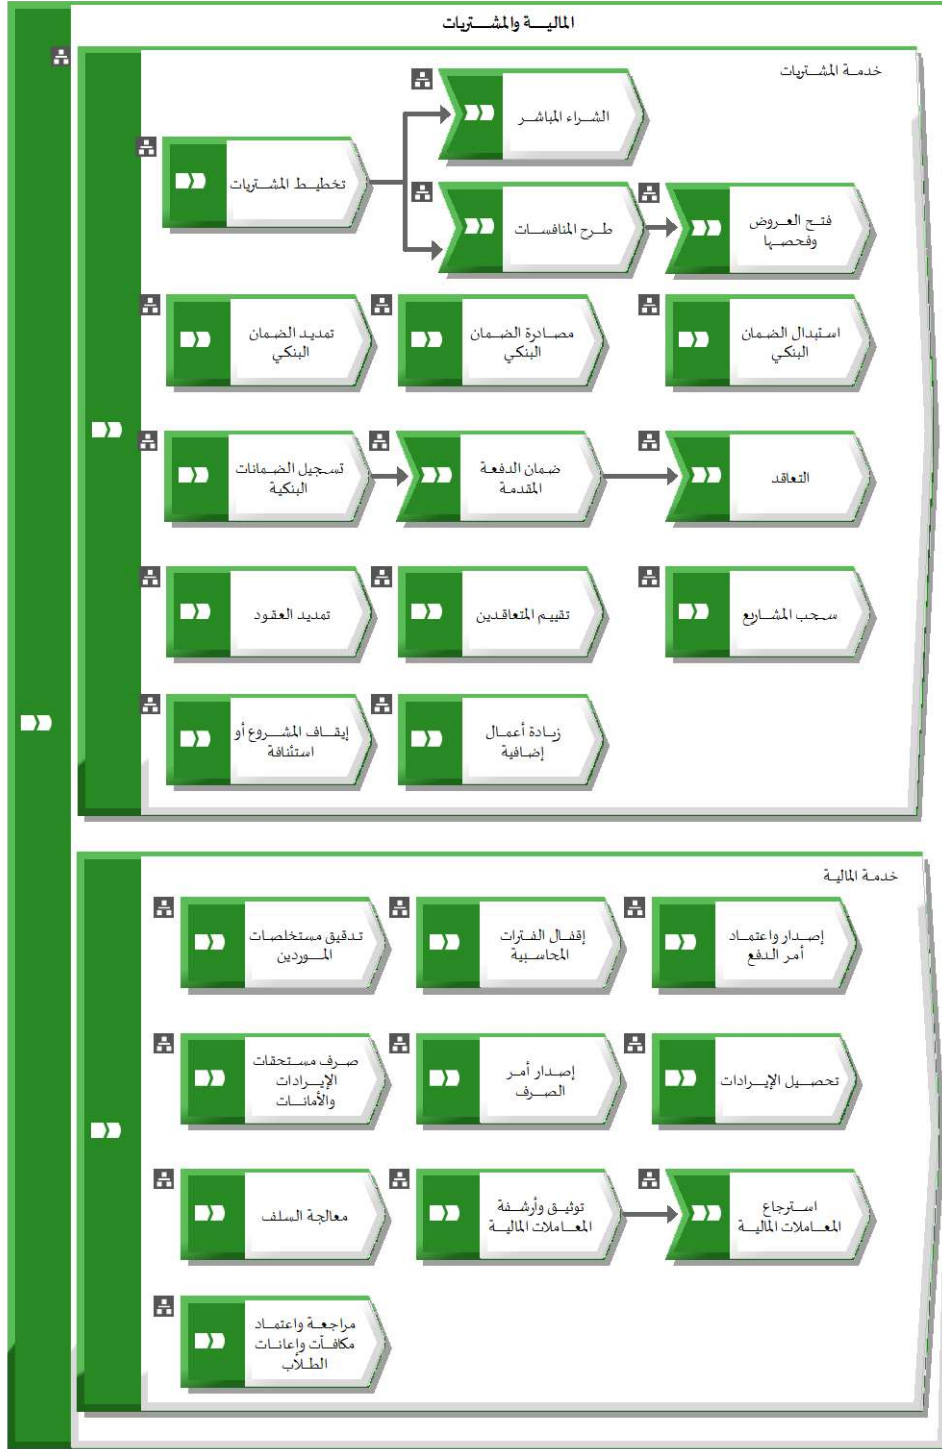 المالية والمشتريات
خدمة المشتريات
الشراء المباشر
تخطيط المشتريات
طرح المنافسات
فتح العروض
وفحصها
تمديد الضمان
البنكي
مصادرة الضمان
البنكي
استبدال الضمان
البنكي
تسجيل الضمانات
البنكية
ضمان الدفعة
المقدمة
التعاقد
تمديد العقود
تقييم المتعاقدين
سحب المشاريع
إيقاف المشروع أو
استئنافة
زيادة أعمال
إضافية
خدمة المالية
تدقيق مستخلصات
الموردين
إقفال الفترات
المحاسبية
إصدار واعتماد
أمر الدفع
صرف مستحقات
الإيرادات
والأمانات
إصدار أمر
الصرف
تحصيل الإيرادات
معالجة السلف
توثيق وأرشفة
المعاملات المالية
استرجاع
المعاملات المالية
مراجعة واعتماد
مكافآت وإعانات
الطلاب